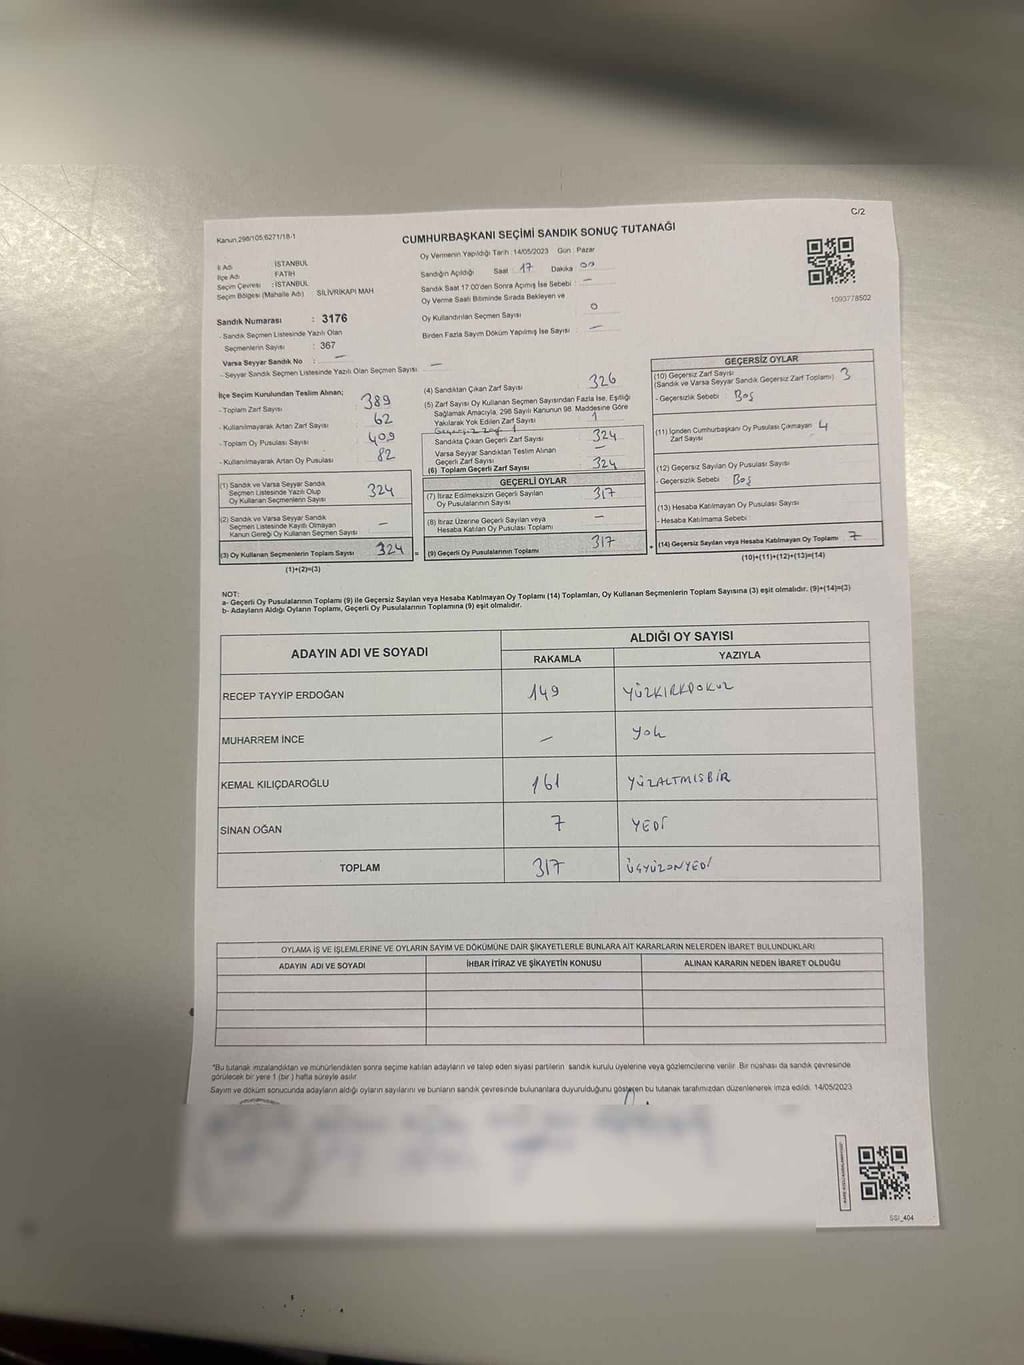 C/2
Kanun,298/105,6271/18-1
CUMHURBAŞKANI SEÇİMİ SANDIK SONUÇ TUTANAĞI
Oy Vermenin Yapıldığı Tarih : 14/05/2023 Gün : Pazar
İl Adı : İSTANBUL
İlçe Adı : FATİH
Seçim Çevresi : İSTANBUL
Seçim Bölgesi (Mahalle Adı) SİLİVRİKAPI MAH
Sandığın Açıldığı Saat : 17 Dakika 00
Sandık Saat 17:00'den Sonra Açımış İse Sebebi : —
Oy Verme Saati Bitiminde Sırada Bekleyen ve
Oy Kullandırılan Seçmen Sayısı 0
Birden Fazla Sayım Döküm Yapılmış İse Sayısı : —
1093778502
Sandık Numarası : 3176
- Sandık Seçmen Listesinde Yazılı Olan
Seçmenlerin Sayısı : 367
Varsa Seyyar Sandık No : —
- Seyyar Sandık Seçmen Listesinde Yazılı Olan Seçmen Sayısı : —
İlçe Seçim Kurulundan Teslim Alınan;
- Toplam Zarf Sayısı 389
- Kullanılmayarak Artan Zarf Sayısı 62
- Toplam Oy Pusulası Sayısı 409
- Kullanılmayarak Artan Oy Pusulası 82
(1) Sandık ve Varsa Seyyar Sandık
Seçmen Listesinde Yazılı Olup
Oy Kullanan Seçmenlerin Sayısı 324
(2) Sandık ve Varsa Seyyar Sandık
Seçmen Listesinde Kayıtlı Olmayan
Kanun Gereği Oy Kullanan Seçmen Sayısı —
(3) Oy Kullanan Seçmenlerin Toplam Sayısı 324 =
(1)+(2)=(3)
(4) Sandıktan Çıkan Zarf Sayısı 326
(5) Zarf Sayısı Oy Kullanan Seçmen Sayısından Fazla İse, Eşitliği
Sağlamak Amacıyla, 298 Sayılı Kanunun 98. Maddesine Göre
Yakılarak Yok Edilen Zarf Sayısı 1
Geçersiz zarf 1
Sandıkta Çıkan Geçerli Zarf Sayısı 324
Varsa Seyyar Sandıktan Teslim Alınan
Geçerli Zarf Sayısı —
(6) Toplam Geçerli Zarf Sayısı 324
GEÇERLİ OYLAR
(7) İtiraz Edilmeksizin Geçerli Sayılan
Oy Pusulalarının Sayısı 317
(8) İtiraz Üzerine Geçerli Sayılan veya
Hesaba Katılan Oy Pusulası Toplamı —
(9) Geçerli Oy Pusulalarının Toplamı 317 +
GEÇERSİZ OYLAR
(10) Geçersiz Zarf Sayısı
(Sandık ve Varsa Seyyar Sandık Geçersiz Zarf Toplamı) 3
- Geçersizlik Sebebi Boş
(11) İçinden Cumhurbaşkanı Oy Pusulası Çıkmayan 4
Zarf Sayısı
(12) Geçersiz Sayılan Oy Pusulası Sayısı
- Geçersizlik Sebebi Boş
(13) Hesaba Katılmayan Oy Pusulası Sayısı
- Hesaba Katılmama Sebebi
(14) Geçersiz Sayılan veya Hesaba Katılmayan Oy Toplamı 7
(10)+(11)+(12)+(13)=(14)
NOT:
a- Geçerli Oy Pusulalarının Toplamı (9) ile Geçersiz Sayılan veya Hesaba Katılmayan Oy Toplamı (14) Toplamları, Oy Kullanan Seçmenlerin Toplam Sayısına (3) eşit olmalıdır. (9)+(14)=(3)
b- Adayların Aldığı Oyların Toplamı, Geçerli Oy Pusulalarının Toplamına (9) eşit olmalıdır.
ADAYIN ADI VE SOYADI
ALDIĞI OY SAYISI
RAKAMLA YAZIYLA
RECEP TAYYİP ERDOĞAN 149 YÜZKIRKDOKUZ
MUHARREM İNCE — Yok
KEMAL KILIÇDAROĞLU 161 YÜZALTMISBİR
SİNAN OĞAN 7 YEDİ
TOPLAM 317 ÜÇYÜZONYEDİ
OYLAMA İŞ VE İŞLEMLERİNE VE OYLARIN SAYIM VE DÖKÜMÜNE DAİR ŞİKAYETLERLE BUNLARA AİT KARARLARIN NELERDEN İBARET BULUNDUKLARI
ADAYIN ADI VE SOYADI İHBAR İTİRAZ VE ŞİKAYETİN KONUSU ALINAN KARARIN NEDEN İBARET OLDUĞU
*Bu tutanak imzalandıktan ve mühürlendikten sonra seçime katılan adayların ve talep eden siyasi partilerin sandık kurulu üyelerine veya gözlemcilerine verilir. Bir nüshası da sandık çevresinde
görülecek bir yere 1 (bir ) hafta süreyle asılır.
Sayım ve döküm sonucunda adayların aldığı oyların sayılarını ve bunların sandık çevresinde bulunanlara duyurulduğunu gösteren bu tutanak tarafımızdan düzenlenerek imza edildi. 14/05/2023
SSI_404